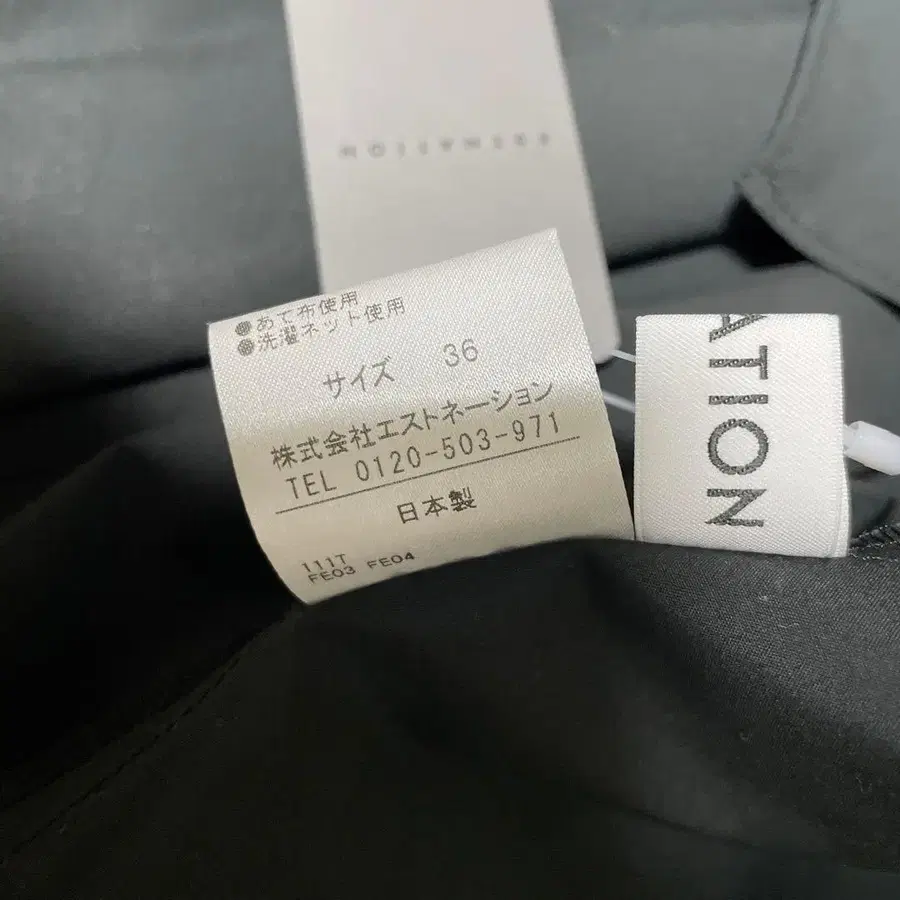 ESTNATION
●あて布使用
●洗濯ネット使用
サイズ 36
株式会社エストネーション
TEL 0120-503-971
日本製
111T
FE03 FE04
ATION